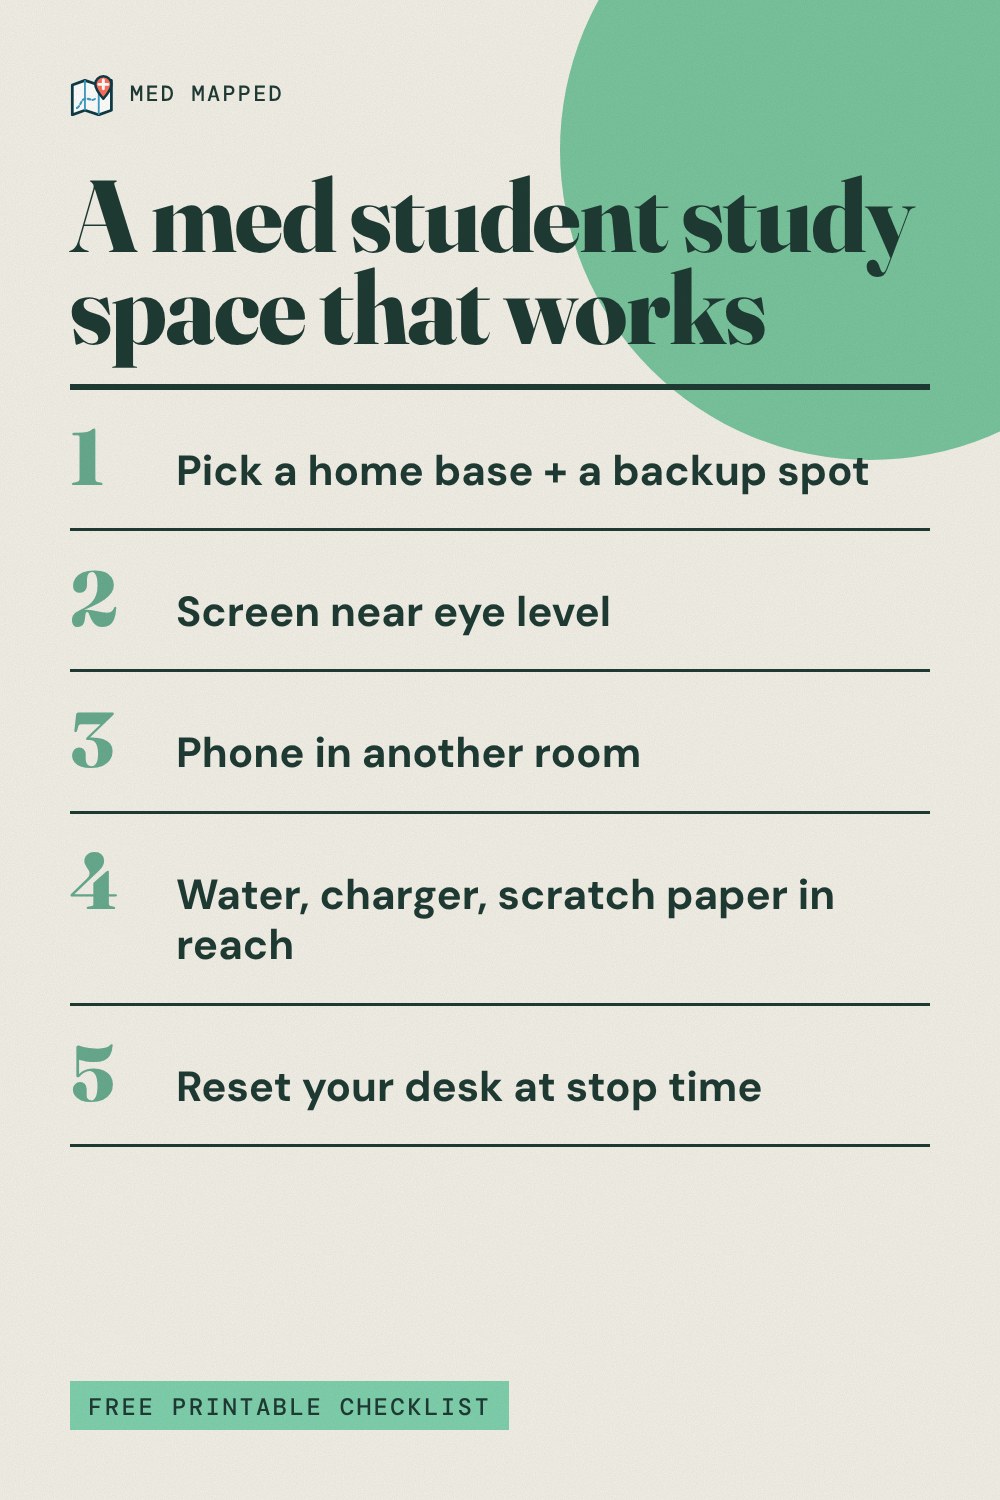 MED MAPPED
A med student study
space that works
1 Pick a home base + a backup spot
2 Screen near eye level
3 Phone in another room
4 Water, charger, scratch paper in
reach
5 Reset your desk at stop time
FREE PRINTABLE CHECKLIST